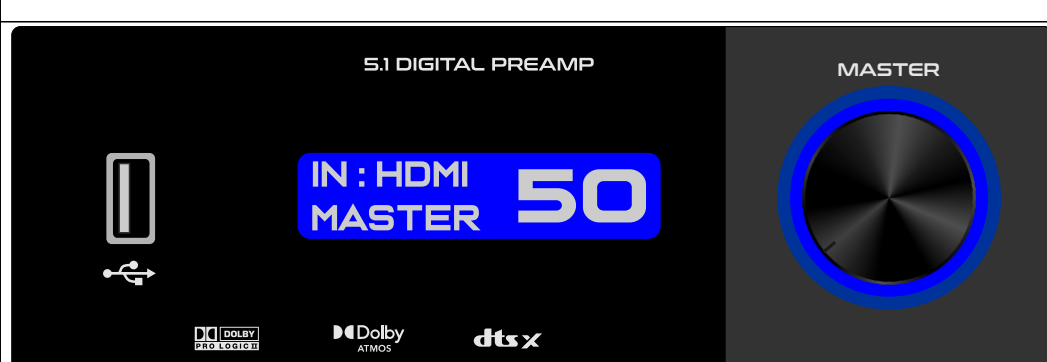 5.1 DIGITAL PREAMP
MASTER
IN : HDMI
MASTER
50
DOLBY
PRO LOGIC II
Dolby
ATMOS
dts x